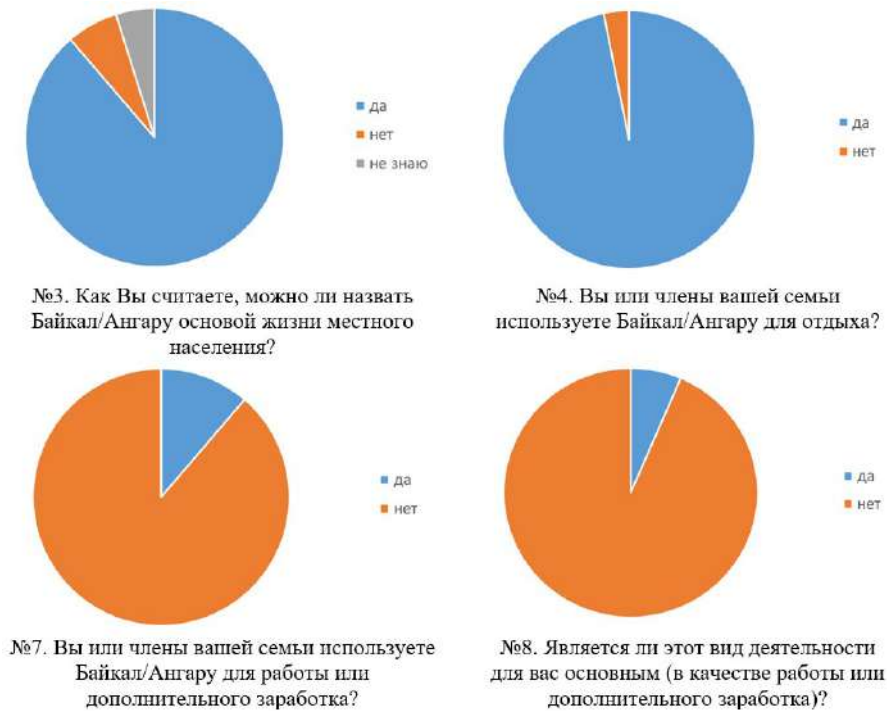 да
нет
не знаю
да
нет
№3. Как Вы считаете, можно ли назвать
Байкал/Ангару основой жизни местного
населения?
№4. Вы или члены вашей семьи
используете Байкал/Ангару для отдыха?
да
нет
да
нет
№7. Вы или члены вашей семьи используете
Байкал/Ангару для работы или
дополнительного заработка?
№8. Является ли этот вид деятельности
для вас основным (в качестве работы или
дополнительного заработка)?